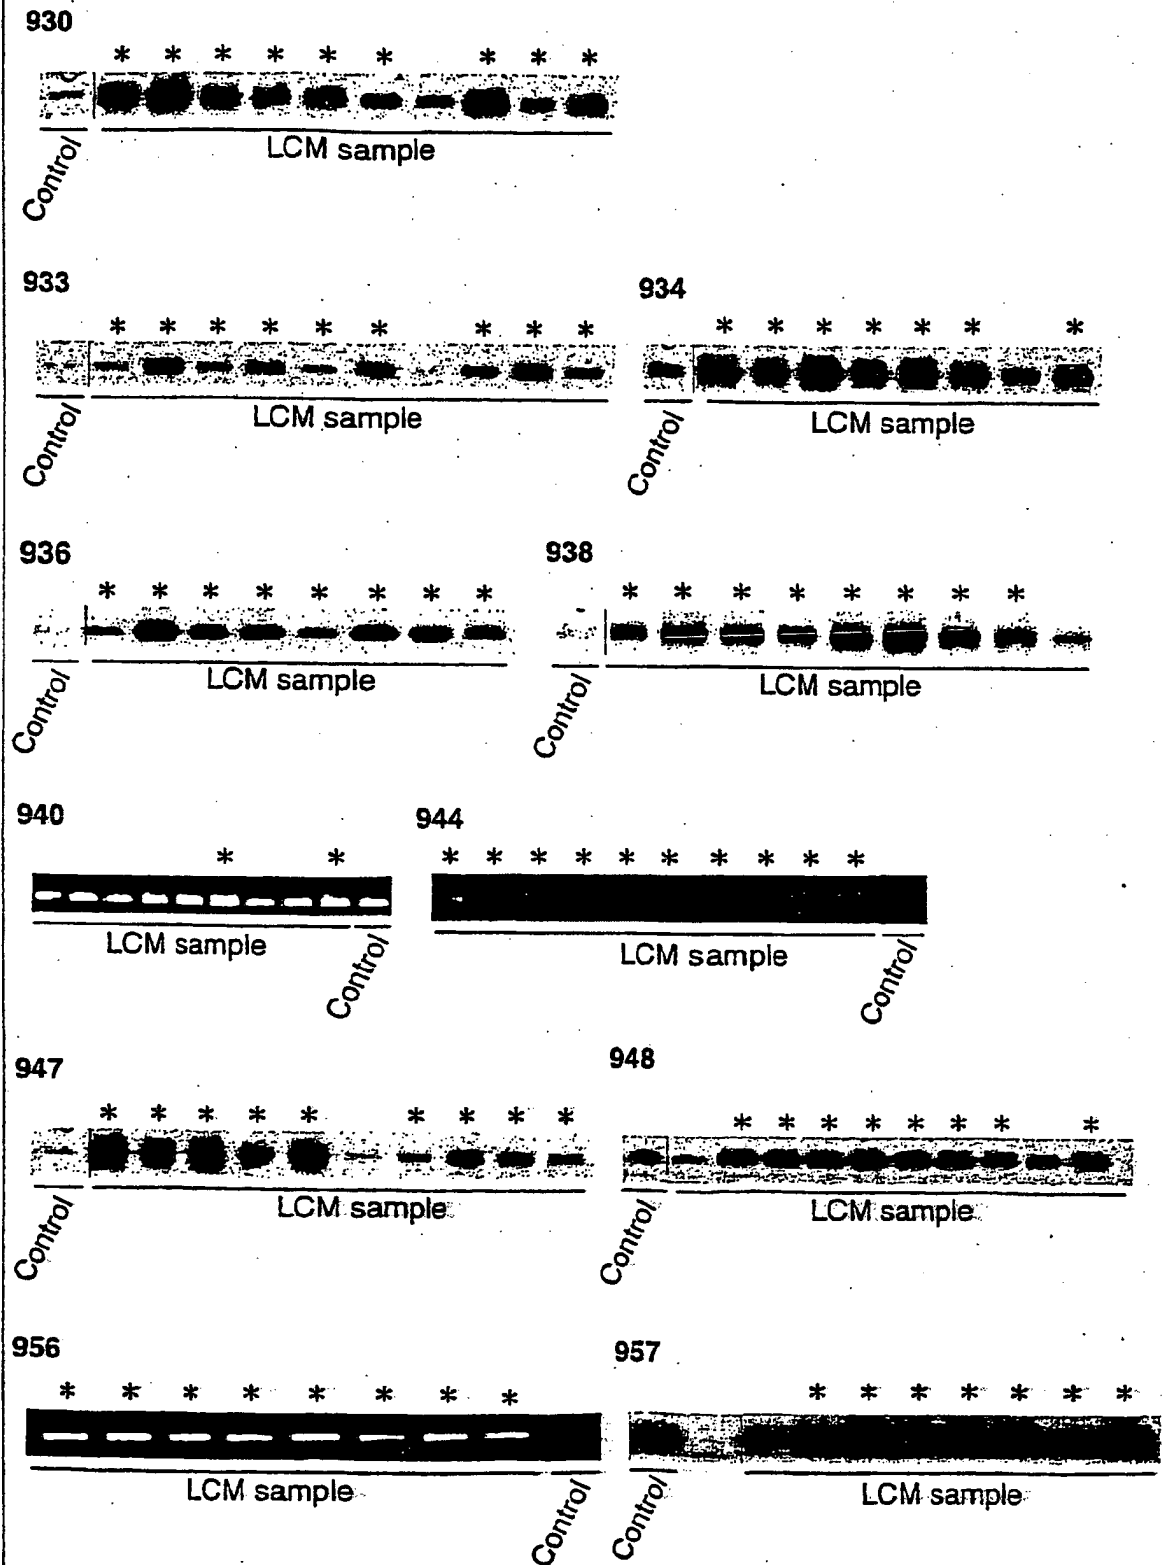 930
* * * * * * * * *
Control
LCM sample
933
* * * * * * * * *
Control
LCM sample
934
* * * * * * *
Control
LCM sample
936
* * * * * * * *
Control
LCM sample
938
* * * * * * * *
Control
LCM sample
940
* *
LCM sample
Control
944
* * * * * * * * * *
LCM sample
Control
947
* * * * * * * * *
Control
LCM sample
948
* * * * * * * *
Control
LCM sample
956
* * * * * * * *
LCM sample
Control
957
* * * * * * *
Control
LCM sample